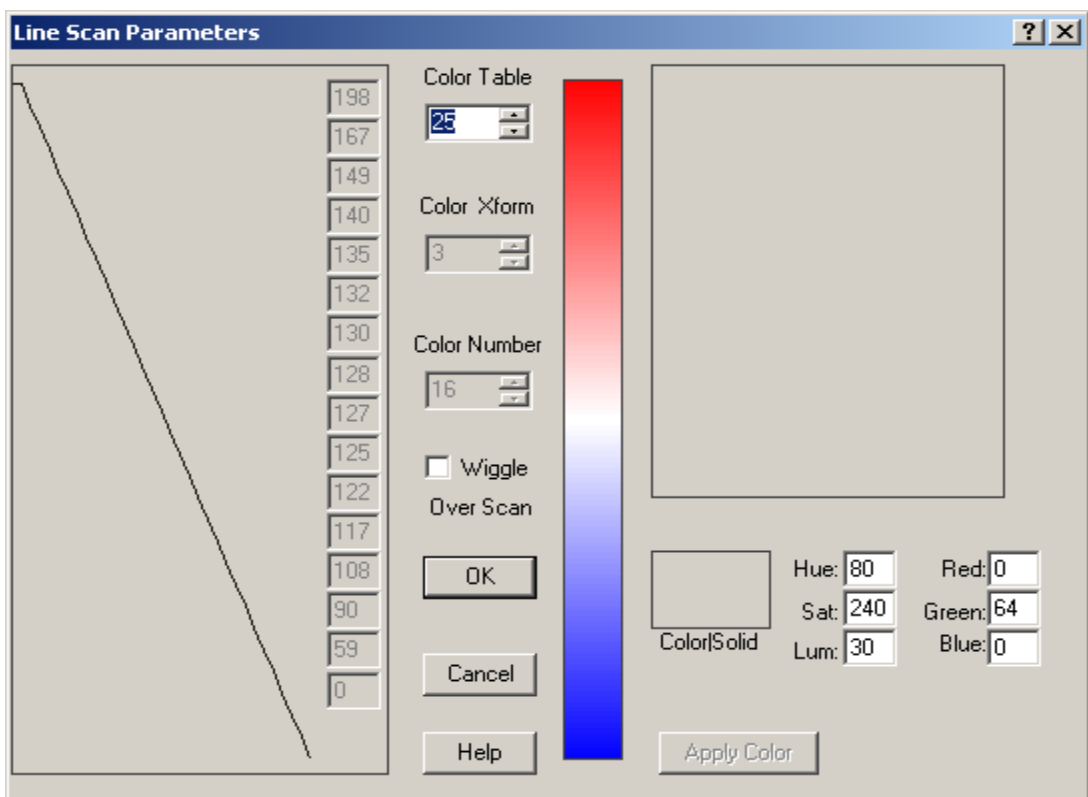 Line Scan Parameters
198
167
149
140
135
132
130
128
127
125
122
117
108
90
59
0
Color Table
25
Color Xform
3
Color Number
16
Wiggle
Over Scan
OK
Cancel
Help
Color|Solid
Hue: 80
Sat: 240
Lum: 30
Red: 0
Green: 64
Blue: 0
Apply Color